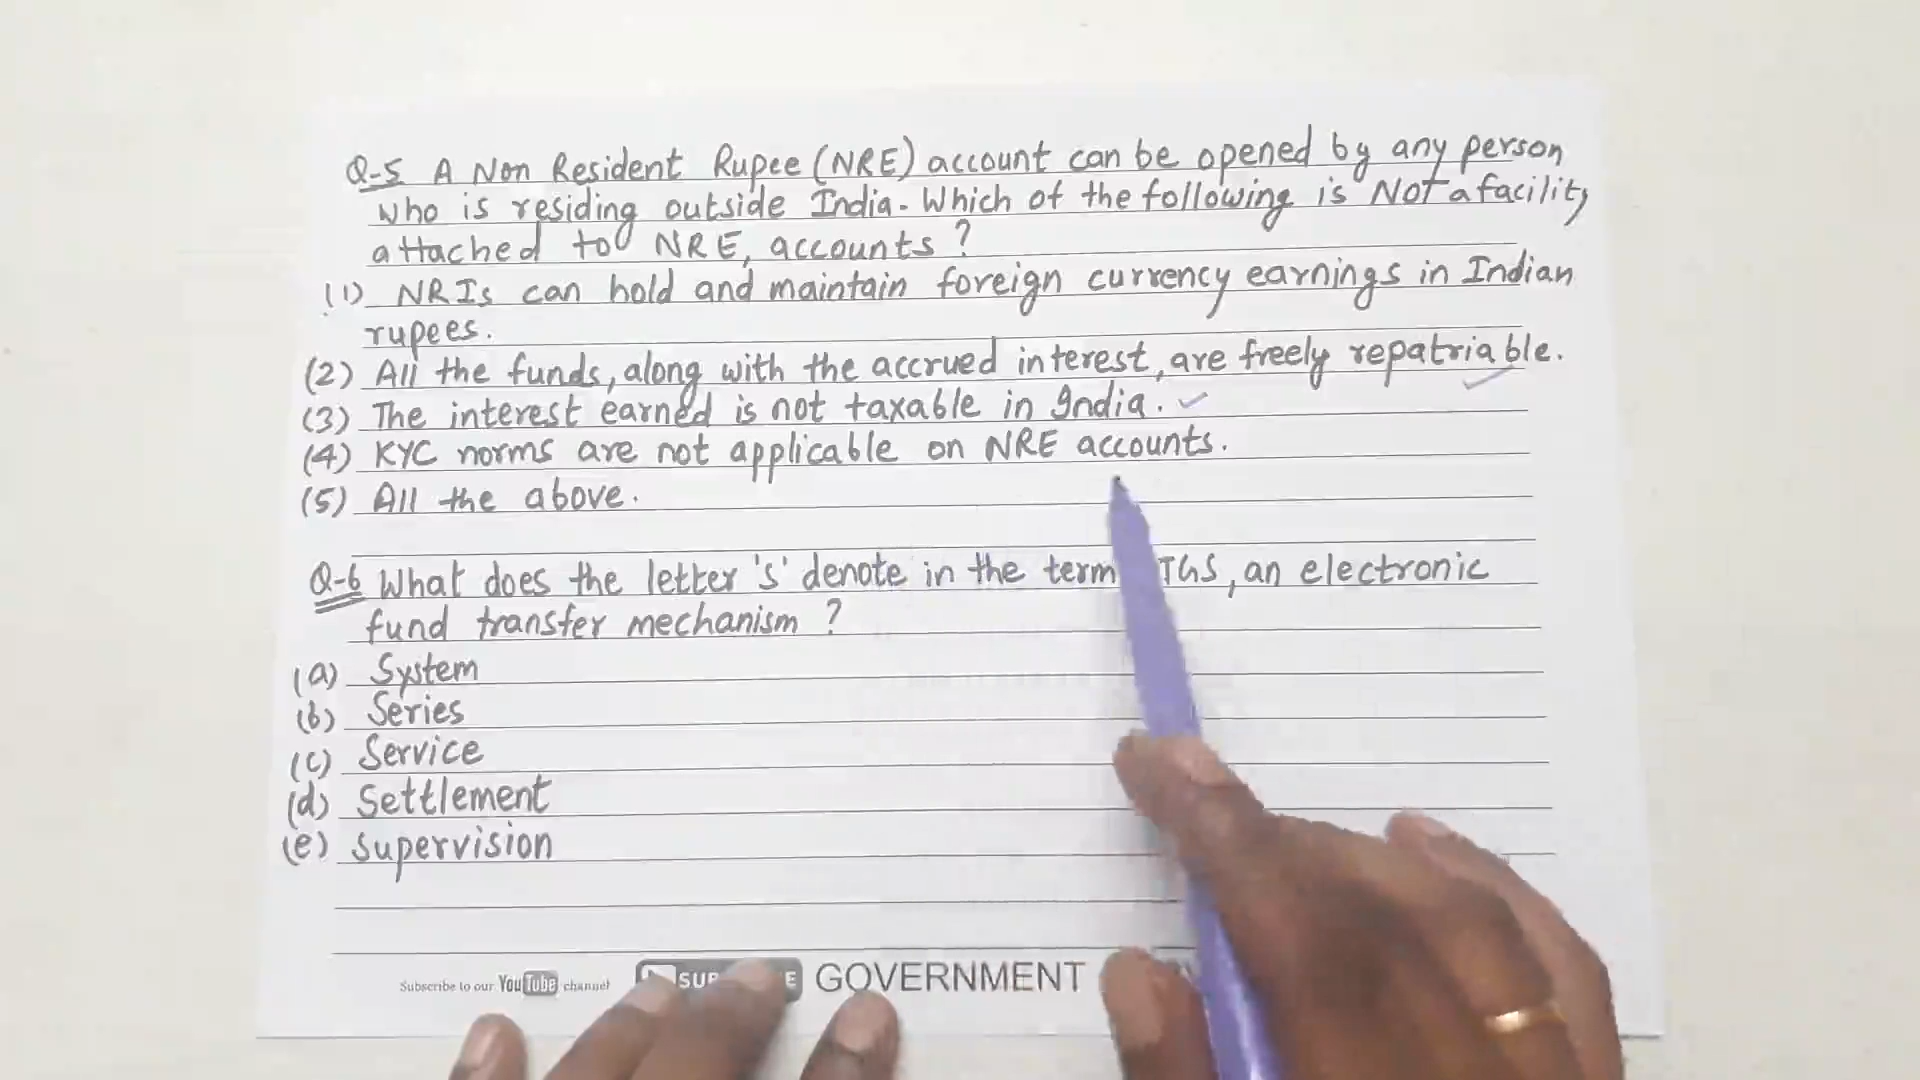 Q-5 A Non Resident Rupee (NRE) account can be opened by any person
who is residing outside India. Which of the following is Not a facility
attached to NRE, accounts ?
(1) NRIs can hold and maintain foreign currency earnings in Indian
rupees.
(2) All the funds, along with the accrued interest, are freely repatriable.
(3) The interest earned is not taxable in India.
(4) KYC norms are not applicable on NRE accounts.
(5) All the above.
Q-6 What does the letter 's' denote in the term TGS, an electronic
fund transfer mechanism ?
(a) System
(b) Series
(c) Service
(d) Settlement
(e) Supervision
Subscribe to our YouTube channel SUB E GOVERNMENT